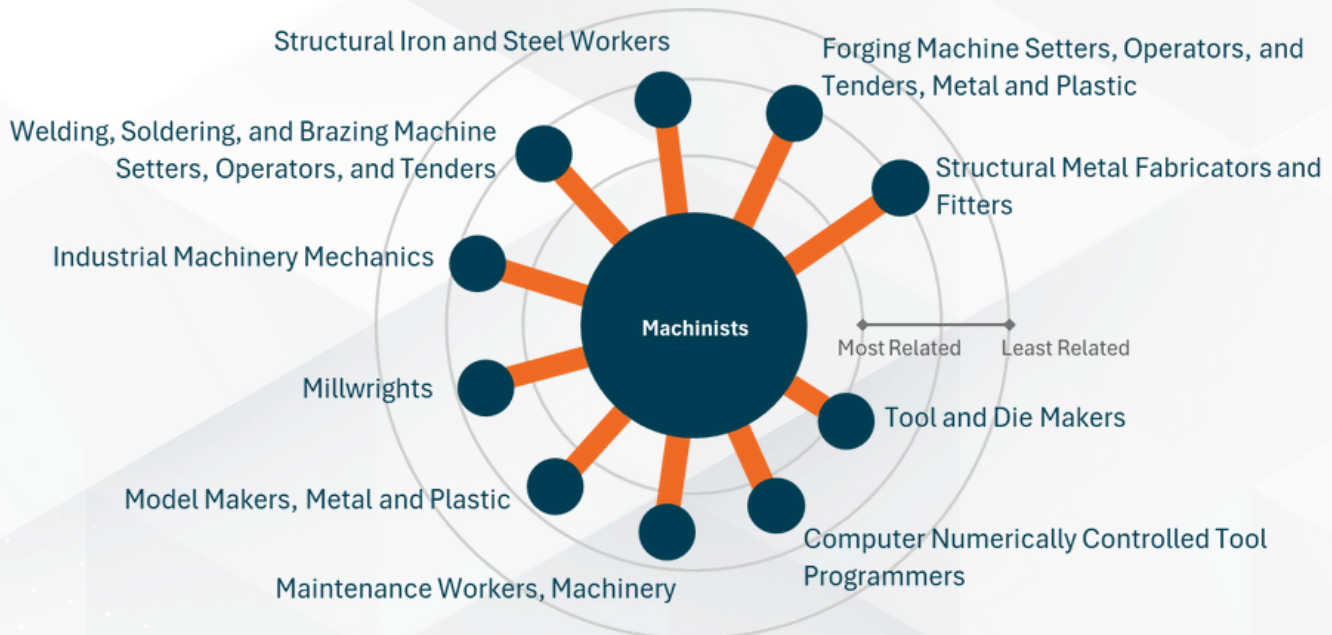 Structural Iron and Steel Workers
Forging Machine Setters, Operators, and
Tenders, Metal and Plastic
Welding, Soldering, and Brazing Machine
Setters, Operators, and Tenders
Structural Metal Fabricators and
Fitters
Industrial Machinery Mechanics
Machinists
Most Related
Least Related
Millwrights
Tool and Die Makers
Model Makers, Metal and Plastic
Computer Numerically Controlled Tool
Programmers
Maintenance Workers, Machinery